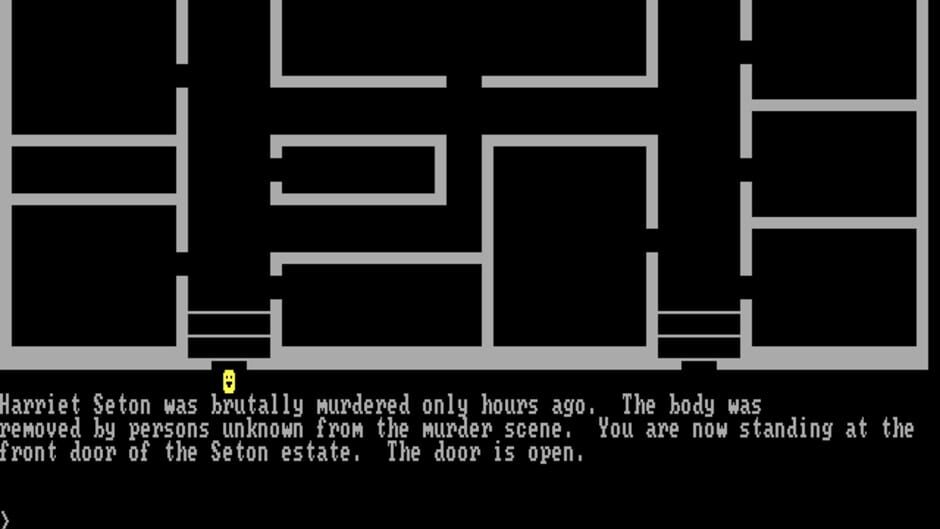 Harriet Seton was brutally murdered only hours ago.  The body was
removed by persons unknown from the murder scene.  You are now standing at the
front door of the Seton estate.  The door is open.
>